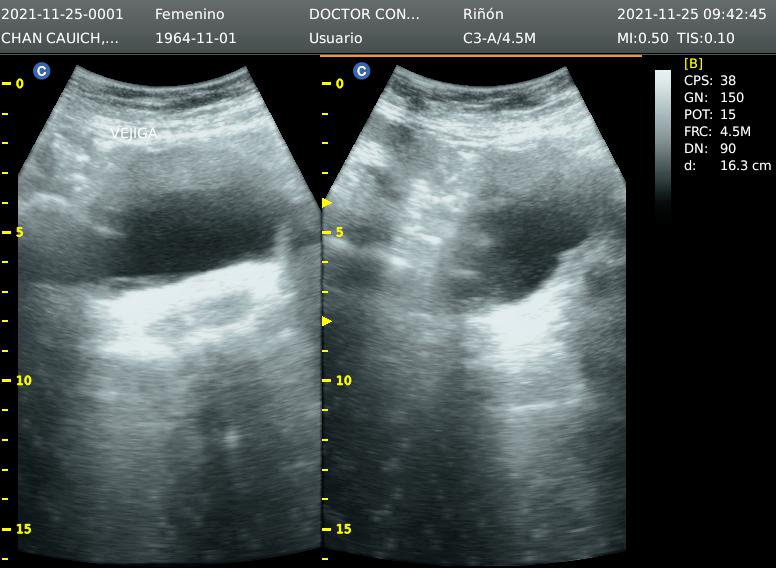 2021-11-25-0001 Femenino DOCTOR CON... Riñón 2021-11-25 09:42:45
CHAN CAUICH,... 1964-11-01 Usuario C3-A/4.5M MI:0.50 TIS:0.10
C C
[B]
CPS: 38
GN: 150
POT: 15
FRC: 4.5M
DN: 90
d: 16.3 cm
VEJIGA
0 0
5 5
10 10
15 15